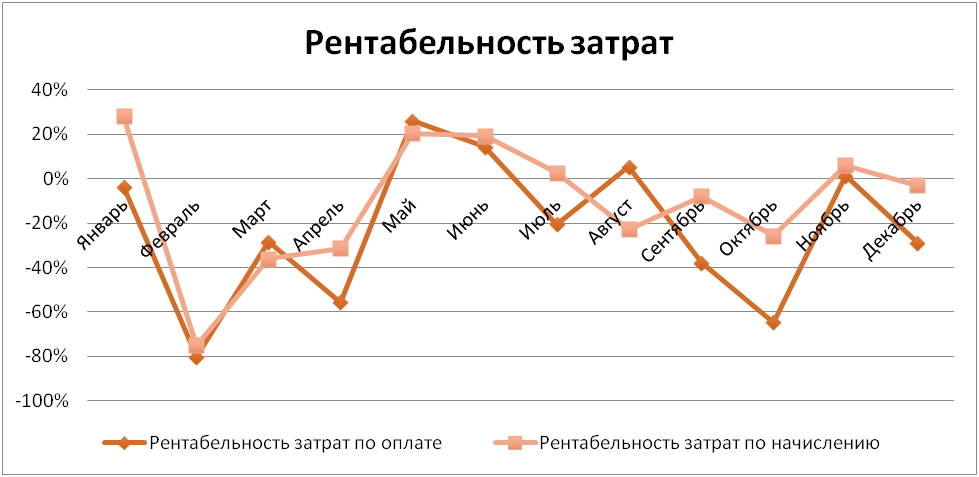 Рентабельность затрат
40%
20%
0%
-20%
-40%
-60%
-80%
-100%
Январь
Февраль
Март
Апрель
Май
Июнь
Июль
Август
Сентябрь
Октябрь
Ноябрь
Декабрь
Рентабельность затрат по оплате
Рентабельность затрат по начислению